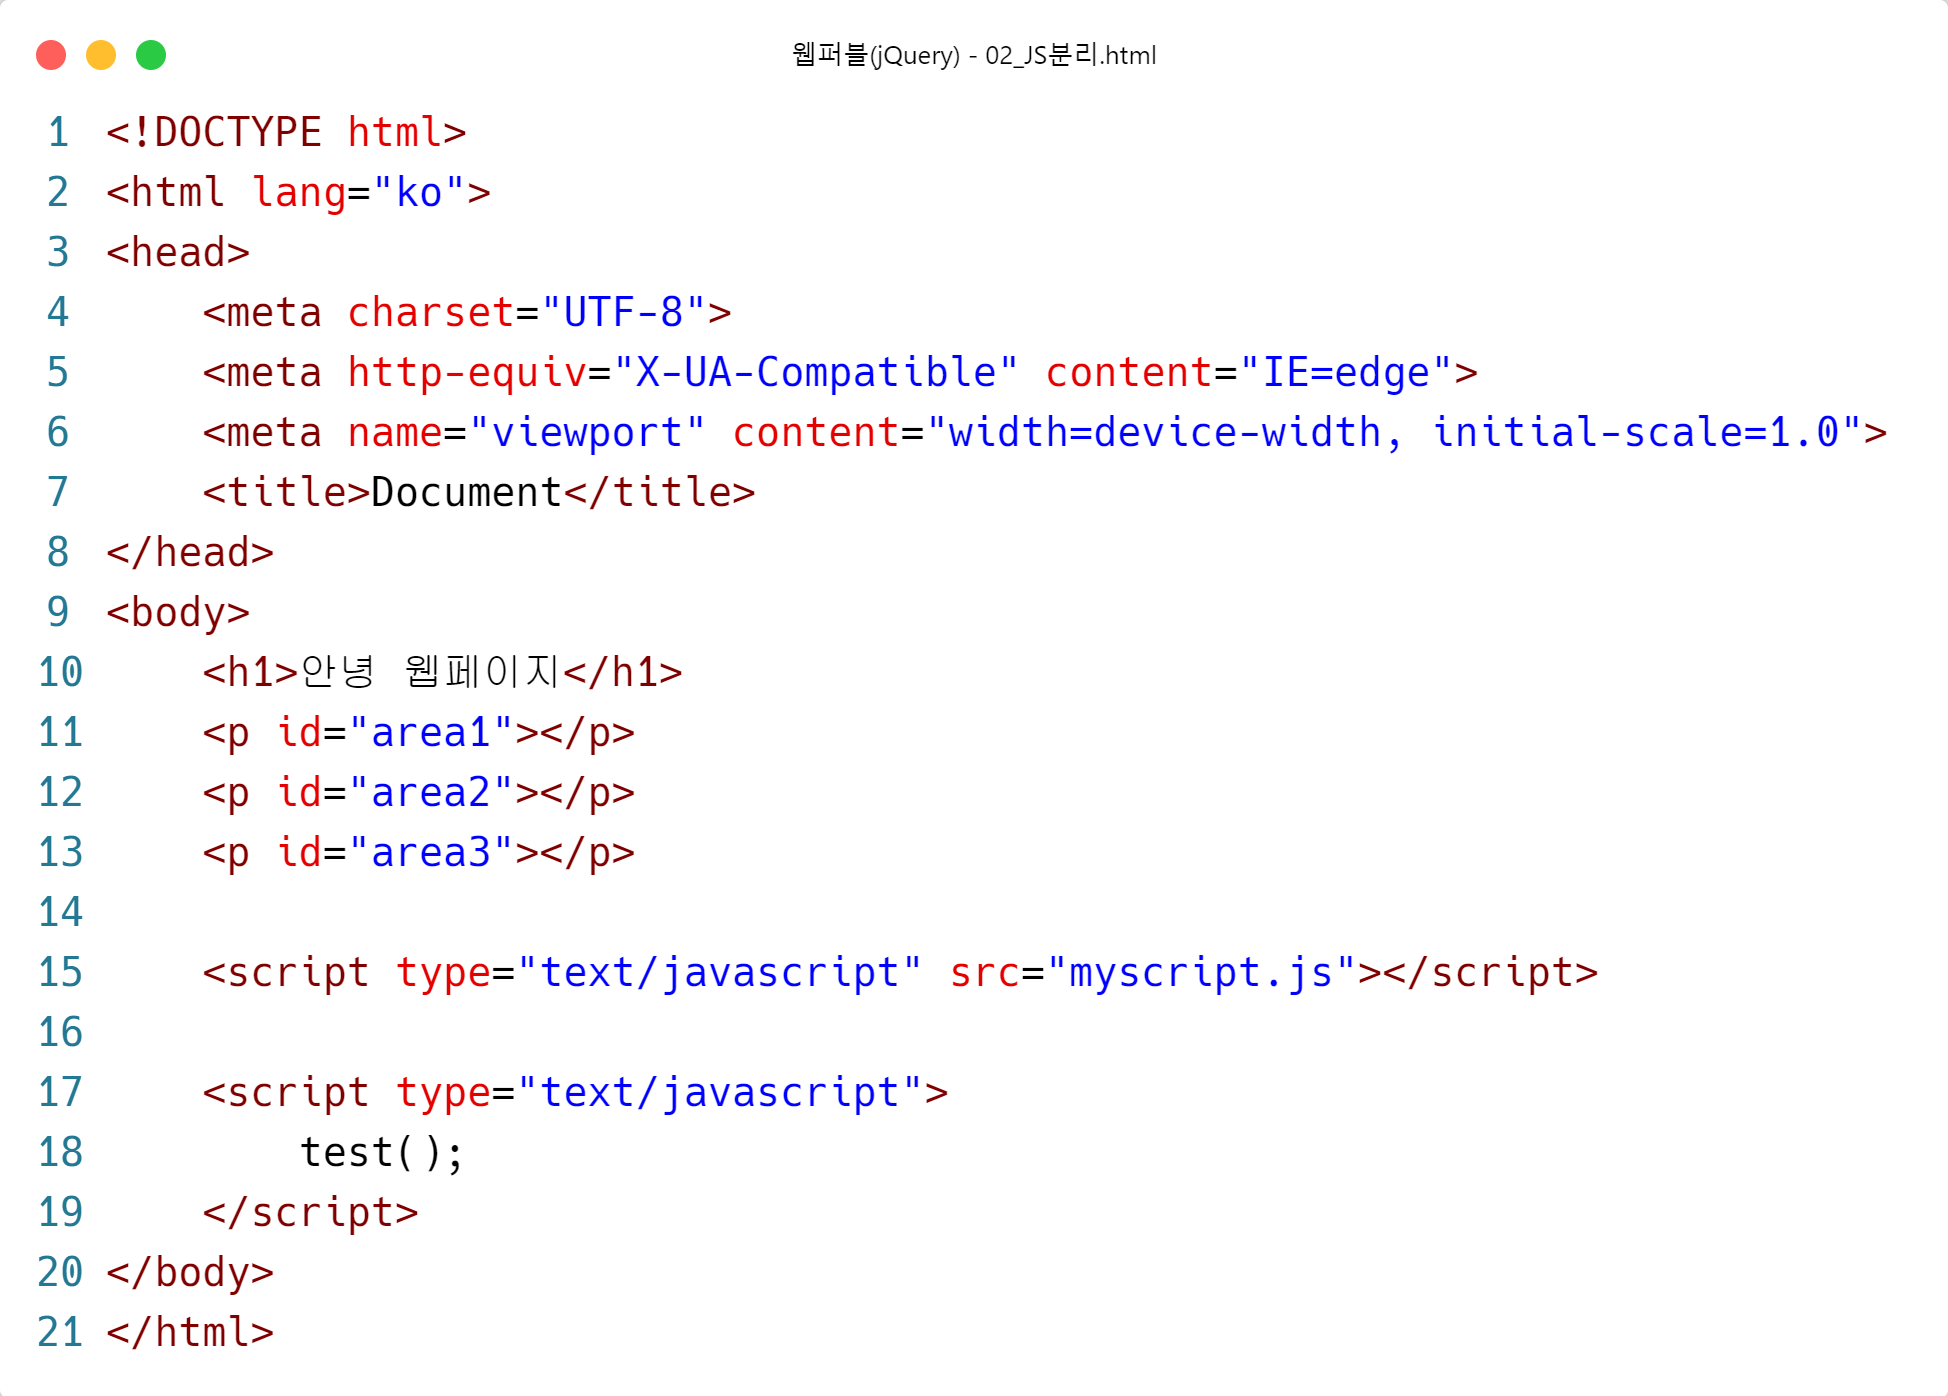 웹퍼블(jQuery) - 02_JS분리.html
1 <!DOCTYPE html>
2 <html lang="ko">
3 <head>
4     <meta charset="UTF-8">
5     <meta http-equiv="X-UA-Compatible" content="IE=edge">
6     <meta name="viewport" content="width=device-width, initial-scale=1.0">
7     <title>Document</title>
8 </head>
9 <body>
10     <h1>안녕 웹페이지</h1>
11     <p id="area1"></p>
12     <p id="area2"></p>
13     <p id="area3"></p>
14
15     <script type="text/javascript" src="myscript.js"></script>
16
17     <script type="text/javascript">
18         test();
19     </script>
20 </body>
21 </html>